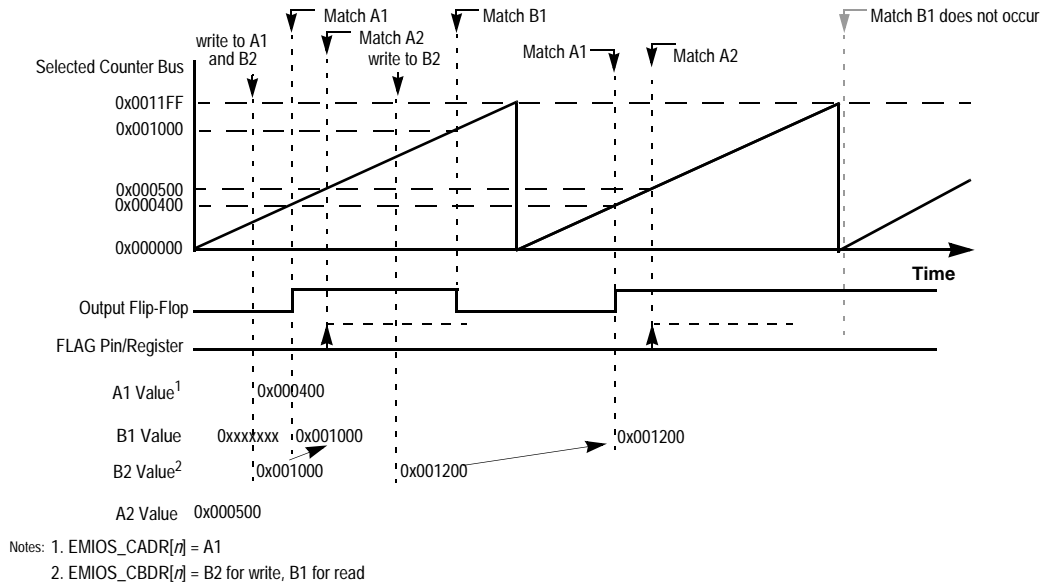 Match A1
Match B1
Match B1 does not occur
write to A1
and B2
Match A2
write to B2
Match A1
Match A2
Selected Counter Bus
0x0011FF
0x001000
0x000500
0x000400
0x000000
Time
Output Flip-Flop
FLAG Pin/Register
A1 Value1
0x000400
B1 Value
0xxxxxxx
0x001000
0x001200
B2 Value2
0x001000
0x001200
A2 Value
0x000500
Notes: 1. EMIOS_CADR[n] = A1
2. EMIOS_CBDR[n] = B2 for write, B1 for read